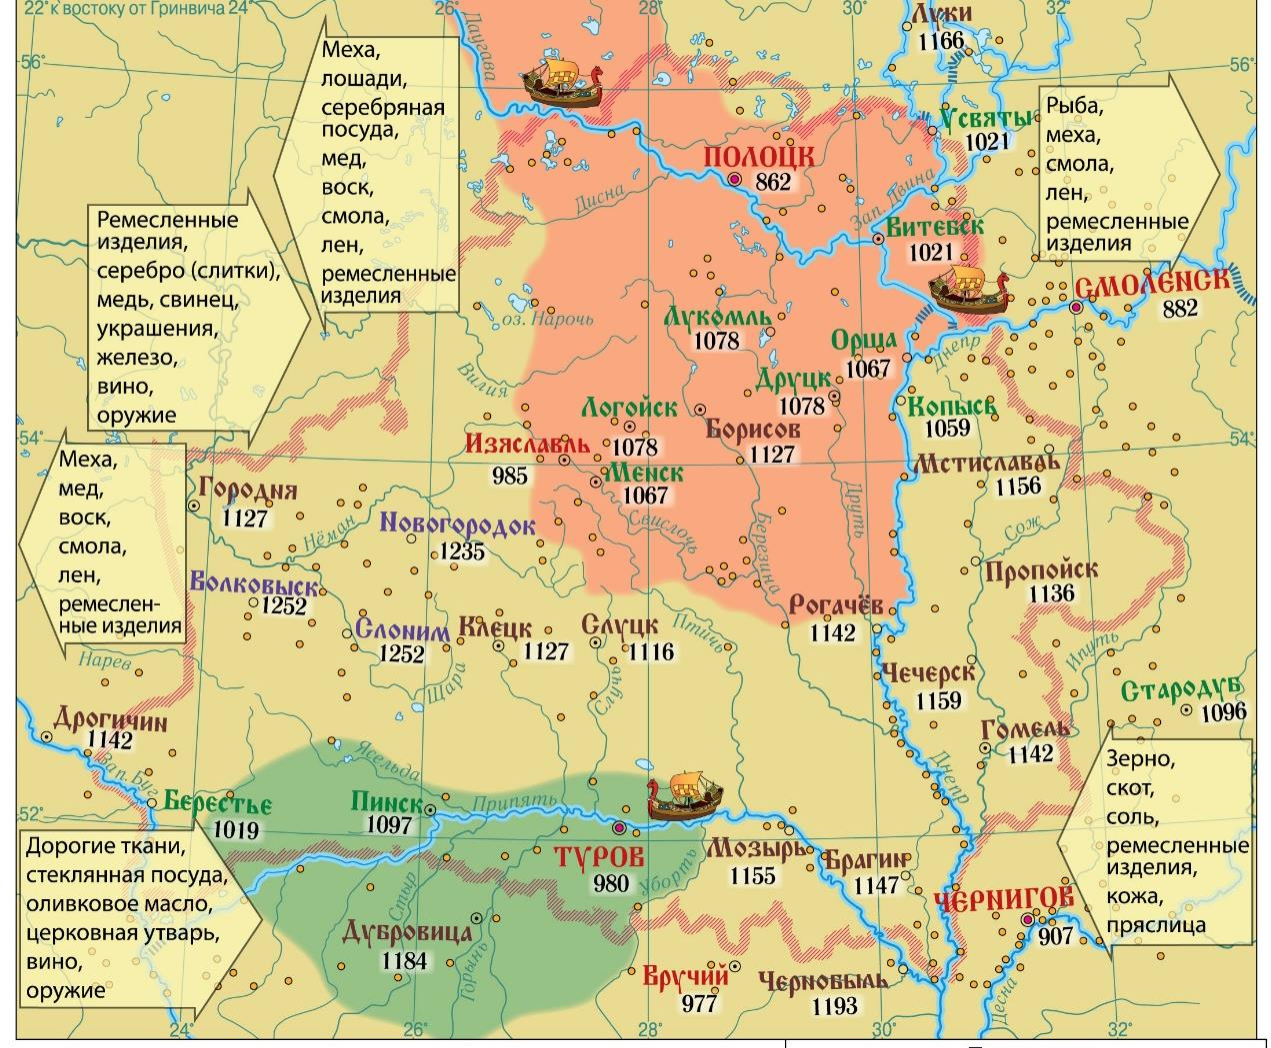 22° к востоку от Гринвича 24°
26°
28°
30°
32°
56°
56°
54°
54°
52°
24°
26°
28°
30°
32°
Меха,
лошади,
серебряная
посуда,
мед,
воск,
смола,
лен,
ремесленные
изделия
Ремесленные
изделия,
серебро (слитки),
медь, свинец,
украшения,
железо,
вино,
оружие
Меха,
мед,
воск,
смола,
лен,
ремеслен-
ные изделия
Дорогие ткани,
стеклянная посуда,
оливковое масло,
церковная утварь,
вино,
оружие
Рыба,
меха,
смола,
лен,
ремесленные
изделия
Зерно,
скот,
соль,
ремесленные
изделия,
кожа,
пряслица
Даугава
Луки
1166
Усвяты
1021
ПОЛОЦК
862
Дисна
Зап. Двина
Витебск
1021
СМОЛЕНСК
882
оз. Нарочь
Лукомль
1078
Орша
1067
Днепр
Вилия
Друцк
1078
Копысь
1059
Логойск
1078
Борисов
1127
Изяславль
985
Менск
1067
Мстиславль
1156
Городня
1127
Нёман
Новогородок
1235
Свислочь
Березина
Друть
Сож
Волковыск
1252
Пропойск
1136
Слоним
1252
Клецк
1127
Слуцк
1116
Птичь
Рогачёв
1142
Ипуть
Нарев
Шара
Случь
Чечерск
1159
Стародуб
1096
Дрогичин
1142
Зап. Буг
Гомель
1142
Ясельда
Днепр
Берестье
1019
Пинск
1097
Припять
ТУРОВ
980
Уборть
Мозырь
1155
Брагин
1147
ЧЕРНИГОВ
907
Стыр
Дубровица
1184
Горынь
Вручий
977
Чернобыль
1193
Десна